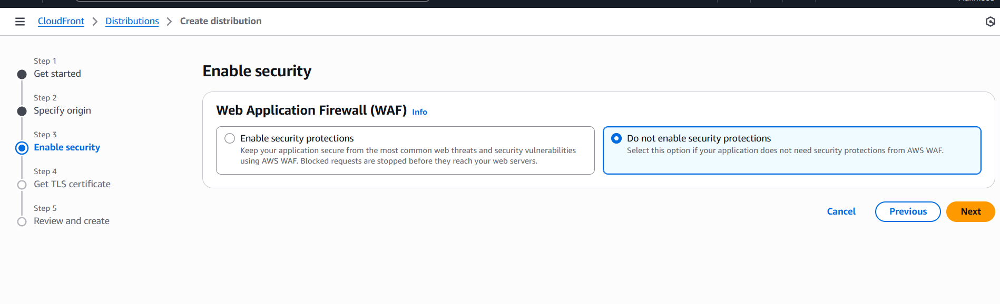 CloudFront > Distributions > Create distribution
Step 1
Get started
Step 2
Specify origin
Step 3
Enable security
Step 4
Get TLS certificate
Step 5
Review and create
Enable security
Web Application Firewall (WAF) Info
Enable security protections
Keep your application secure from the most common web threats and security vulnerabilities
using AWS WAF. Blocked requests are stopped before they reach your web servers.
Do not enable security protections
Select this option if your application does not need security protections from AWS WAF.
Cancel Previous Next